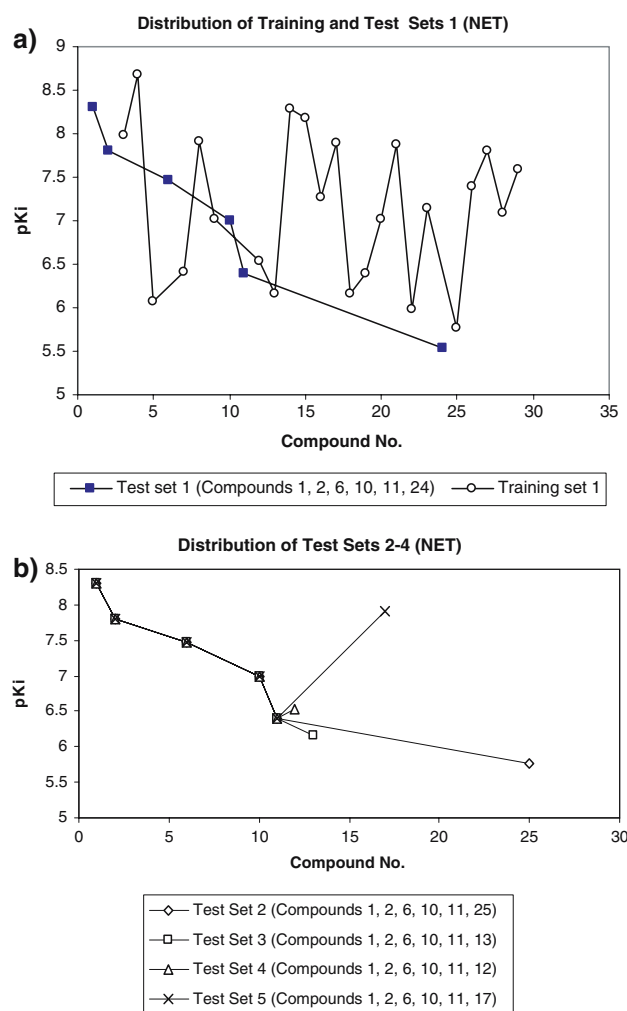 a)
Distribution of Training and Test Sets 1 (NET)
9
8.5
8
7.5
7
6.5
6
5.5
5
pKi
0 5 10 15 20 25 30 35
Compound No.
Test set 1 (Compounds 1, 2, 6, 10, 11, 24) Training set 1
b)
Distribution of Test Sets 2-4 (NET)
8.5
8
7.5
7
6.5
6
5.5
5
pKi
0 5 10 15 20 25 30
Compound No.
Test Set 2 (Compounds 1, 2, 6, 10, 11, 25)
Test Set 3 (Compounds 1, 2, 6, 10, 11, 13)
Test Set 4 (Compounds 1, 2, 6, 10, 11, 12)
Test Set 5 (Compounds 1, 2, 6, 10, 11, 17)